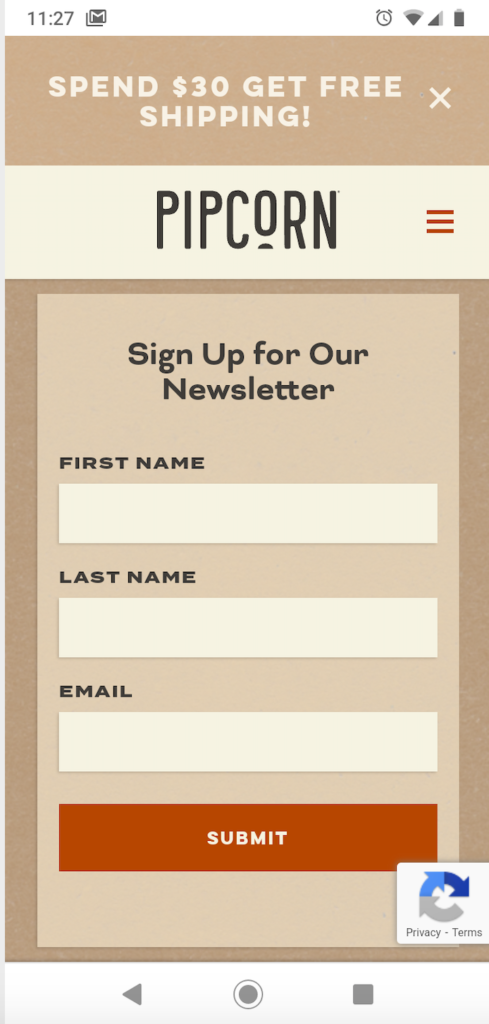 11:27
SPEND $30 GET FREE
SHIPPING!
PIPCORN
Sign Up for Our
Newsletter
FIRST NAME
LAST NAME
EMAIL
SUBMIT
Privacy - Terms